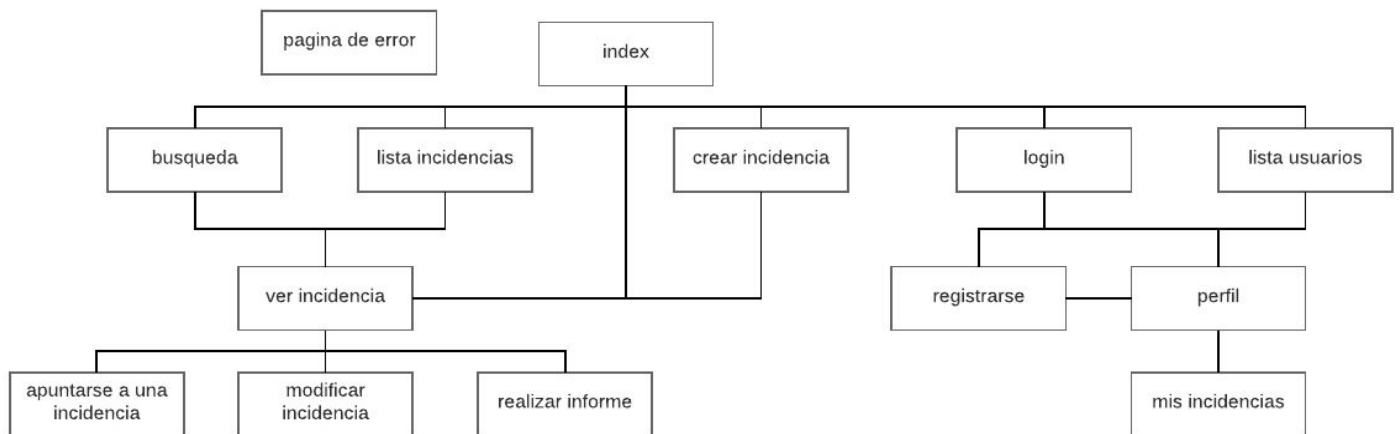 pagina de error
index
busqueda
lista incidencias
crear incidencia
login
lista usuarios
ver incidencia
registrarse
perfil
apuntarse a una
incidencia
modificar
incidencia
realizar informe
mis incidencias